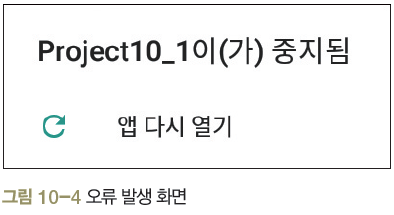 Project10_1이(가) 중지됨
앱 다시 열기
그림 10-4 오류 발생 화면